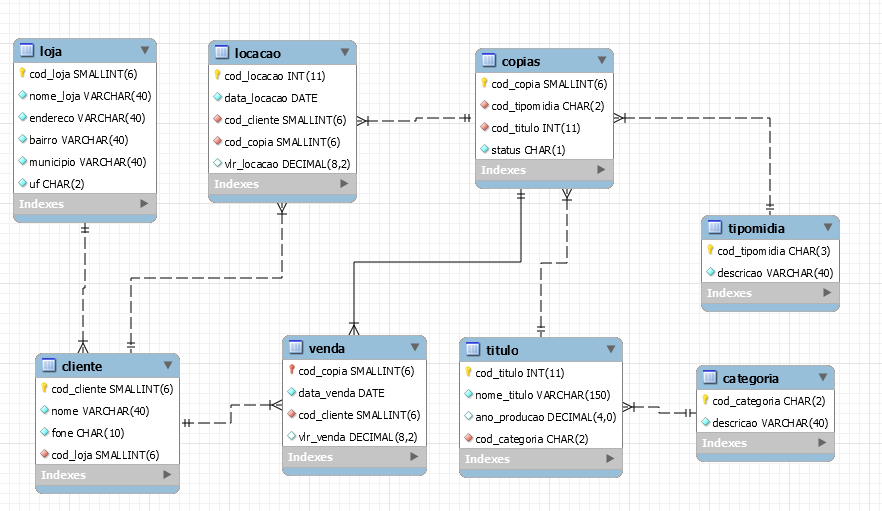 loja
cod_loja SMALLINT(6)
nome_loja VARCHAR(40)
endereco VARCHAR(40)
bairro VARCHAR(40)
municipio VARCHAR(40)
uf CHAR(2)
Indexes
locacao
cod_locacao INT(11)
data_locacao DATE
cod_cliente SMALLINT(6)
cod_copia SMALLINT(6)
vlr_locacao DECIMAL(8,2)
Indexes
copias
cod_copia SMALLINT(6)
cod_tipomidia CHAR(2)
cod_titulo INT(11)
status CHAR(1)
Indexes
tipomidia
cod_tipomidia CHAR(3)
descricao VARCHAR(40)
Indexes
cliente
cod_cliente SMALLINT(6)
nome VARCHAR(40)
fone CHAR(10)
cod_loja SMALLINT(6)
Indexes
venda
cod_copia SMALLINT(6)
data_venda DATE
cod_cliente SMALLINT(6)
vlr_venda DECIMAL(8,2)
Indexes
titulo
cod_titulo INT(11)
nome_titulo VARCHAR(150)
ano_producao DECIMAL(4,0)
cod_categoria CHAR(2)
Indexes
categoria
cod_categoria CHAR(2)
descricao VARCHAR(40)
Indexes